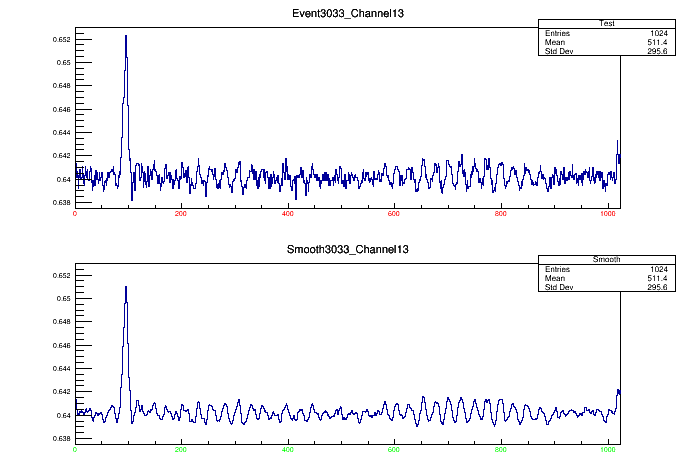 Event3033_Channel13
Test
Entries 1024
Mean 511.4
Std Dev 295.6
0.652
0.65
0.648
0.646
0.644
0.642
0.64
0.638
0 200 400 600 800 1000
Smooth3033_Channel13
Smooth
Entries 1024
Mean 511.4
Std Dev 295.6
0.652
0.65
0.648
0.646
0.644
0.642
0.64
0.638
0 200 400 600 800 1000